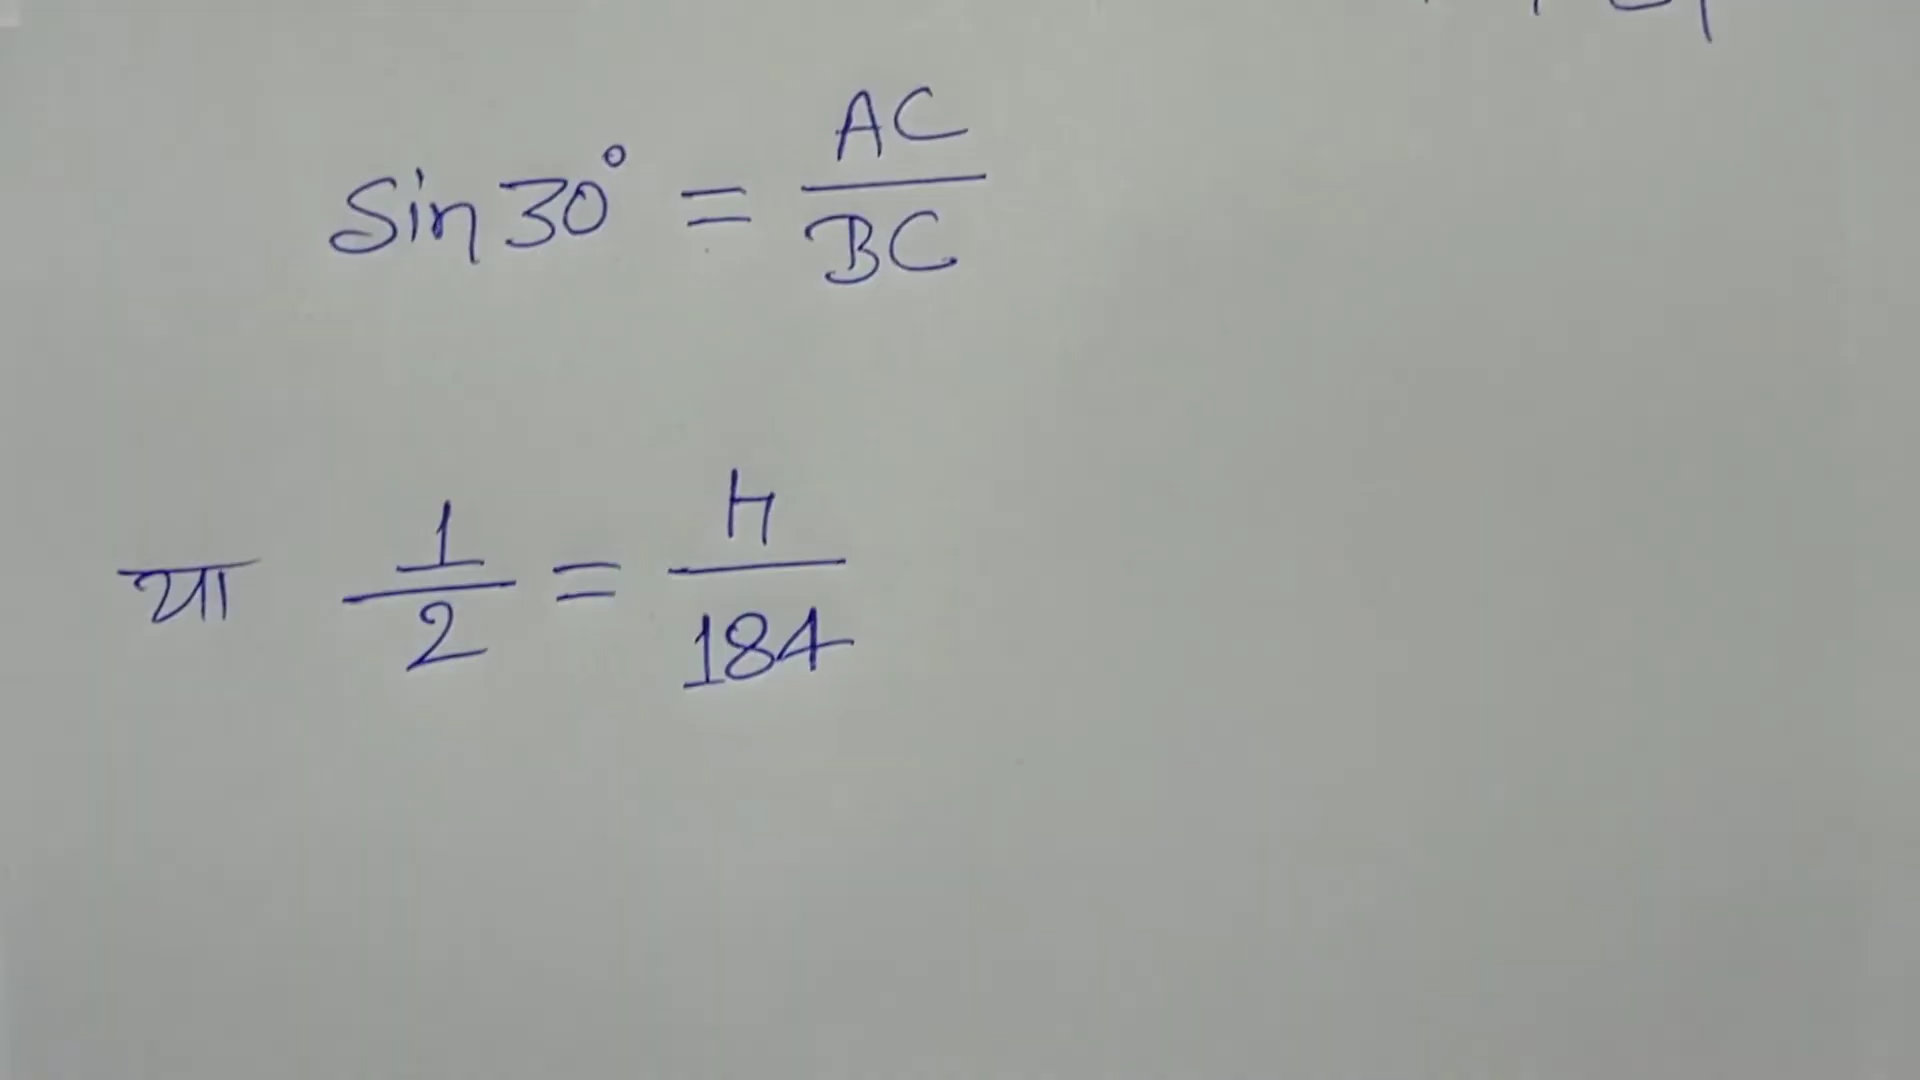 sin 30° = AC/BC
या 1/2 = H/184